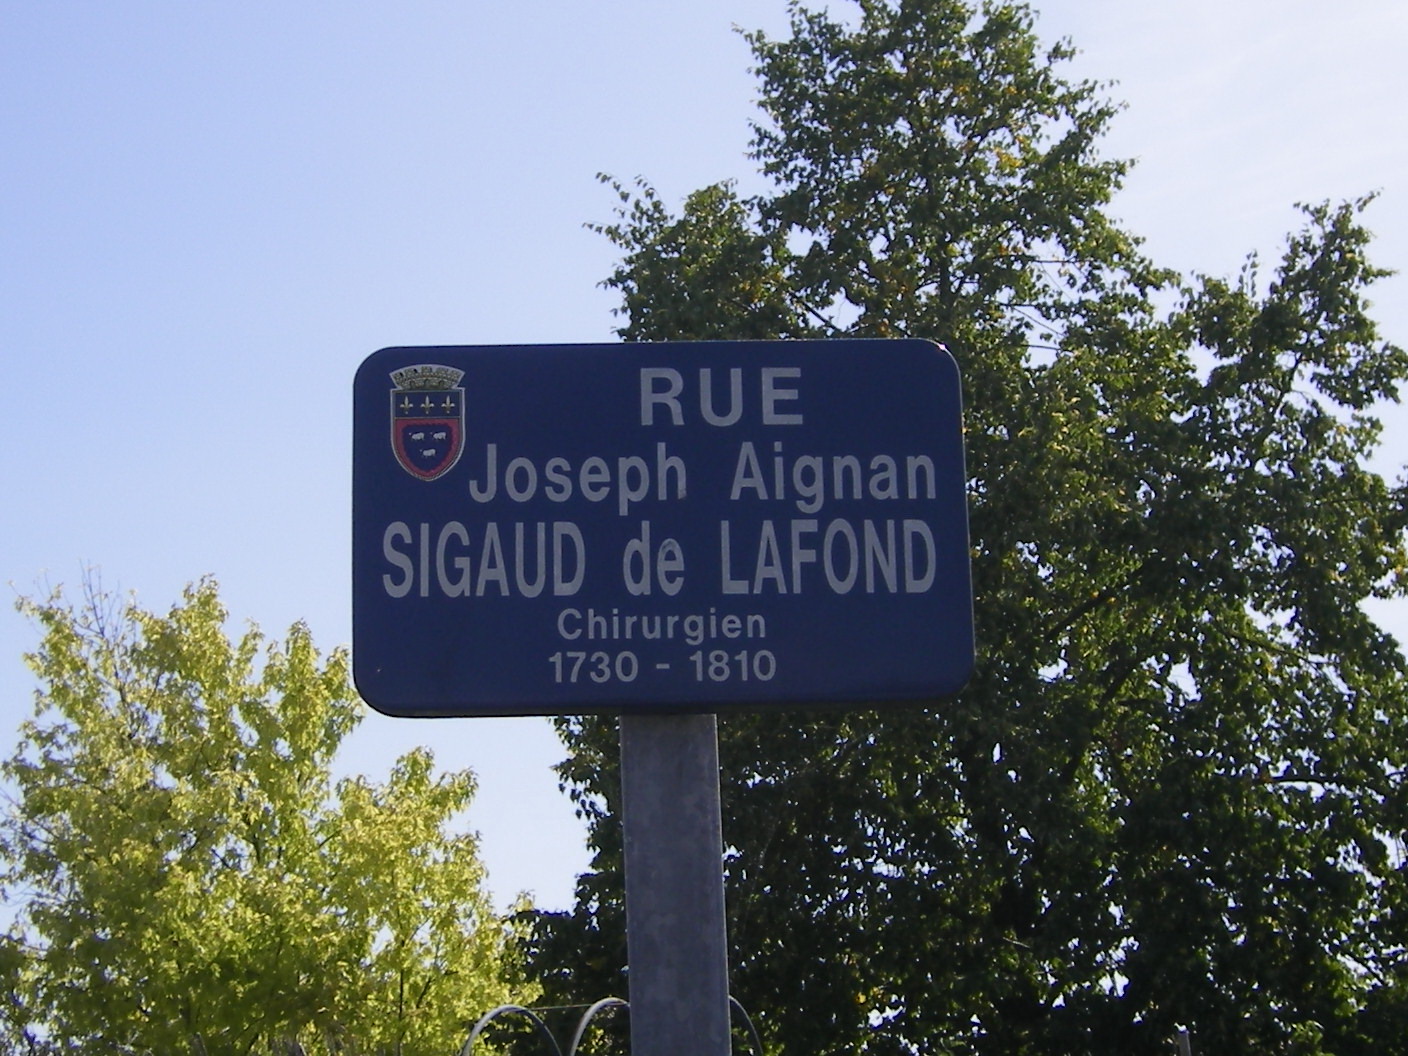 RUE
Joseph Aignan
SIGAUD de LAFOND
Chirurgien
1730 - 1810